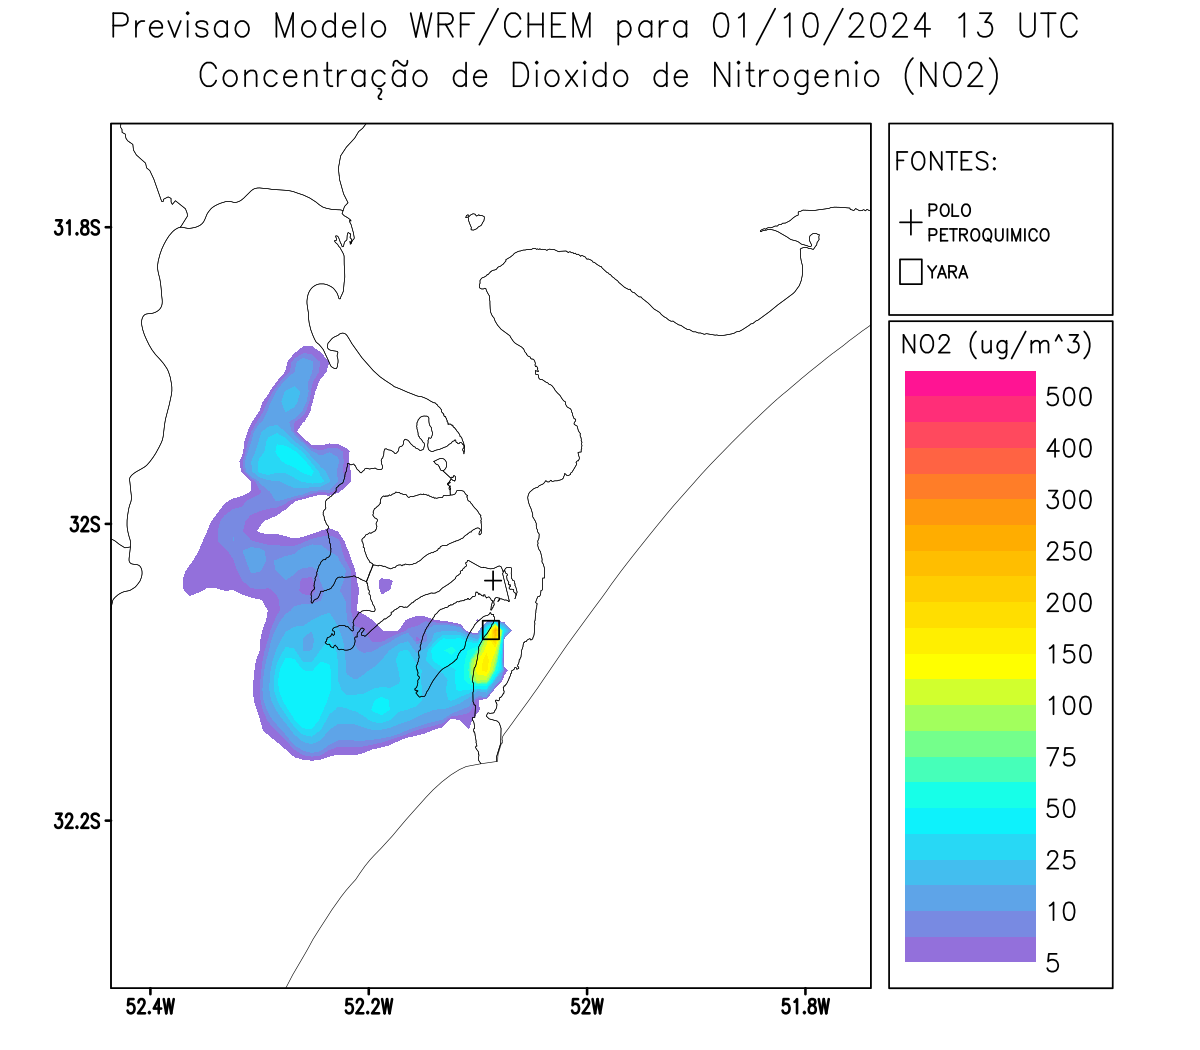 Previsao Modelo WRF/CHEM para 01/10/2024 13 UTC
Concentração de Dioxido de Nitrogenio (NO2)
FONTES:
POLO
PETROQUIMICO
YARA
NO2 (ug/m^3)
500
400
300
250
200
150
100
75
50
25
10
5
31.8S
32S
32.2S
52.4W
52.2W
52W
51.8W